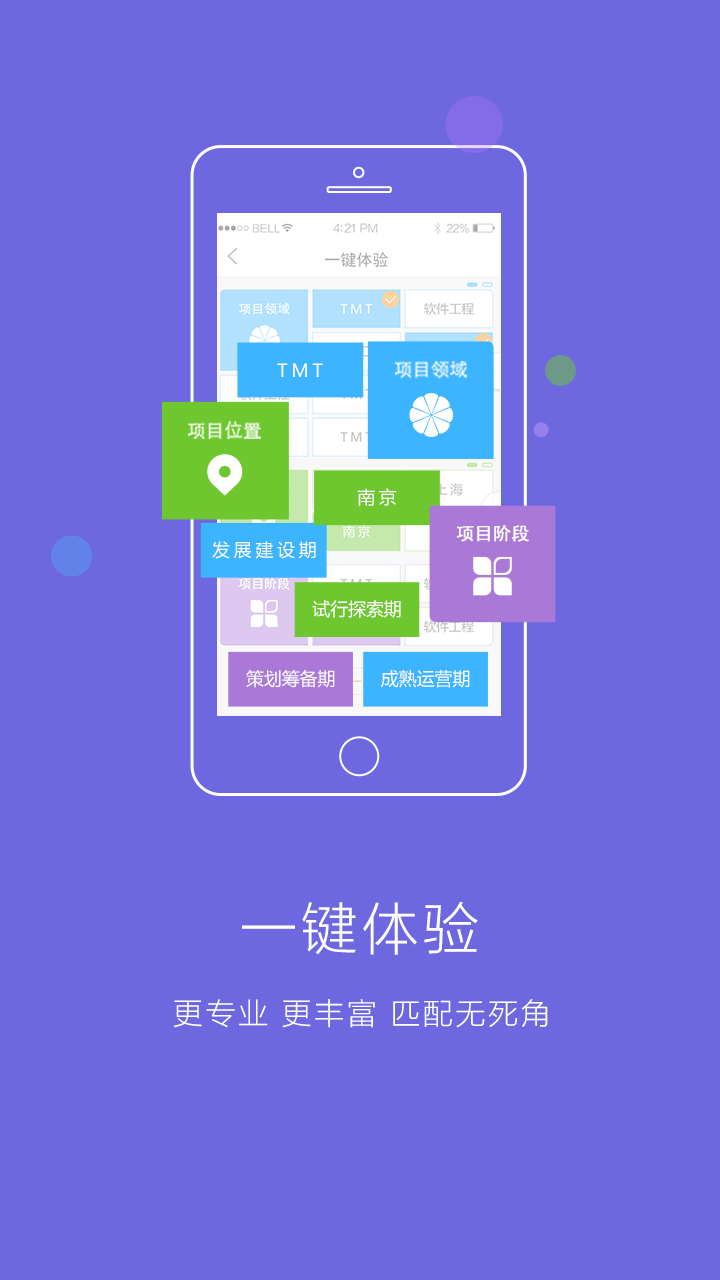 BELL 4:21 PM 22%
一键体验
项目领域 TMT 软件工程
TMT 项目领域
项目位置
TM
南京 上海
项目阶段
南京
发展建设期
项目阶段 TMT
试行探索期
软件工程
策划筹备期 成熟运营期
一键体验
更专业 更丰富 匹配无死角